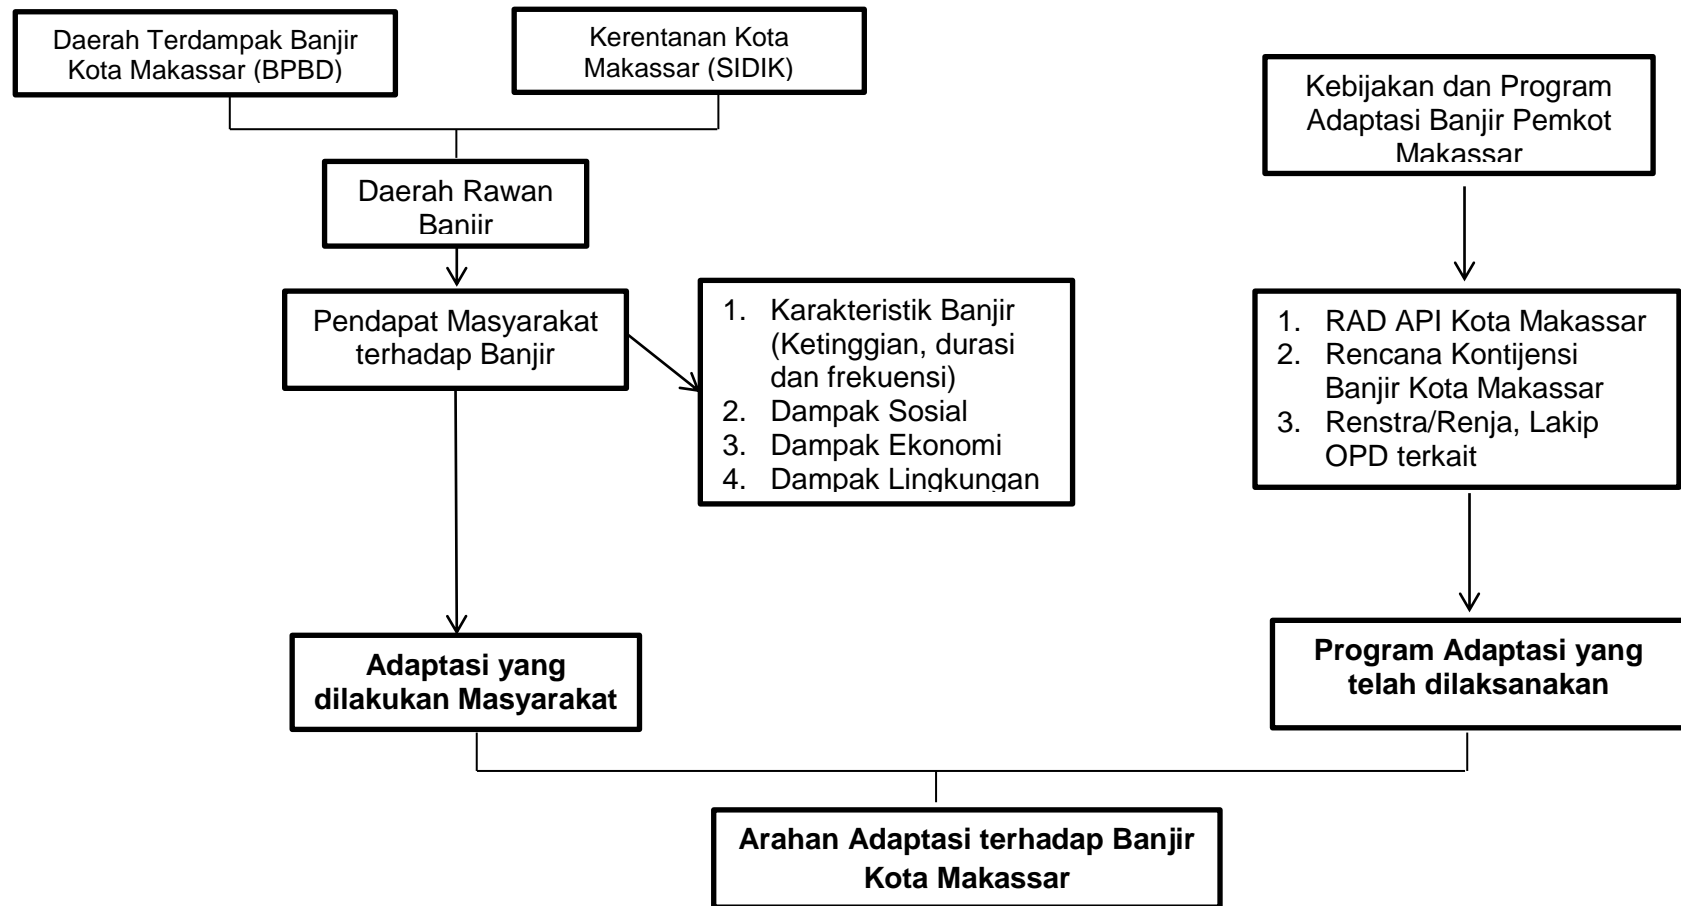 Daerah Terdampak Banjir
Kota Makassar (BPBD)
Kerentanan Kota
Makassar (SIDIK)
Kebijakan dan Program
Adaptasi Banjir Pemkot
Makassar
Daerah Rawan
Banjir
Pendapat Masyarakat
terhadap Banjir
1. Karakteristik Banjir
(Ketinggian, durasi
dan frekuensi)
2. Dampak Sosial
3. Dampak Ekonomi
4. Dampak Lingkungan
1. RAD API Kota Makassar
2. Rencana Kontijensi
Banjir Kota Makassar
3. Renstra/Renja, Lakip
OPD terkait
Adaptasi yang
dilakukan Masyarakat
Program Adaptasi yang
telah dilaksanakan
Arahan Adaptasi terhadap Banjir
Kota Makassar